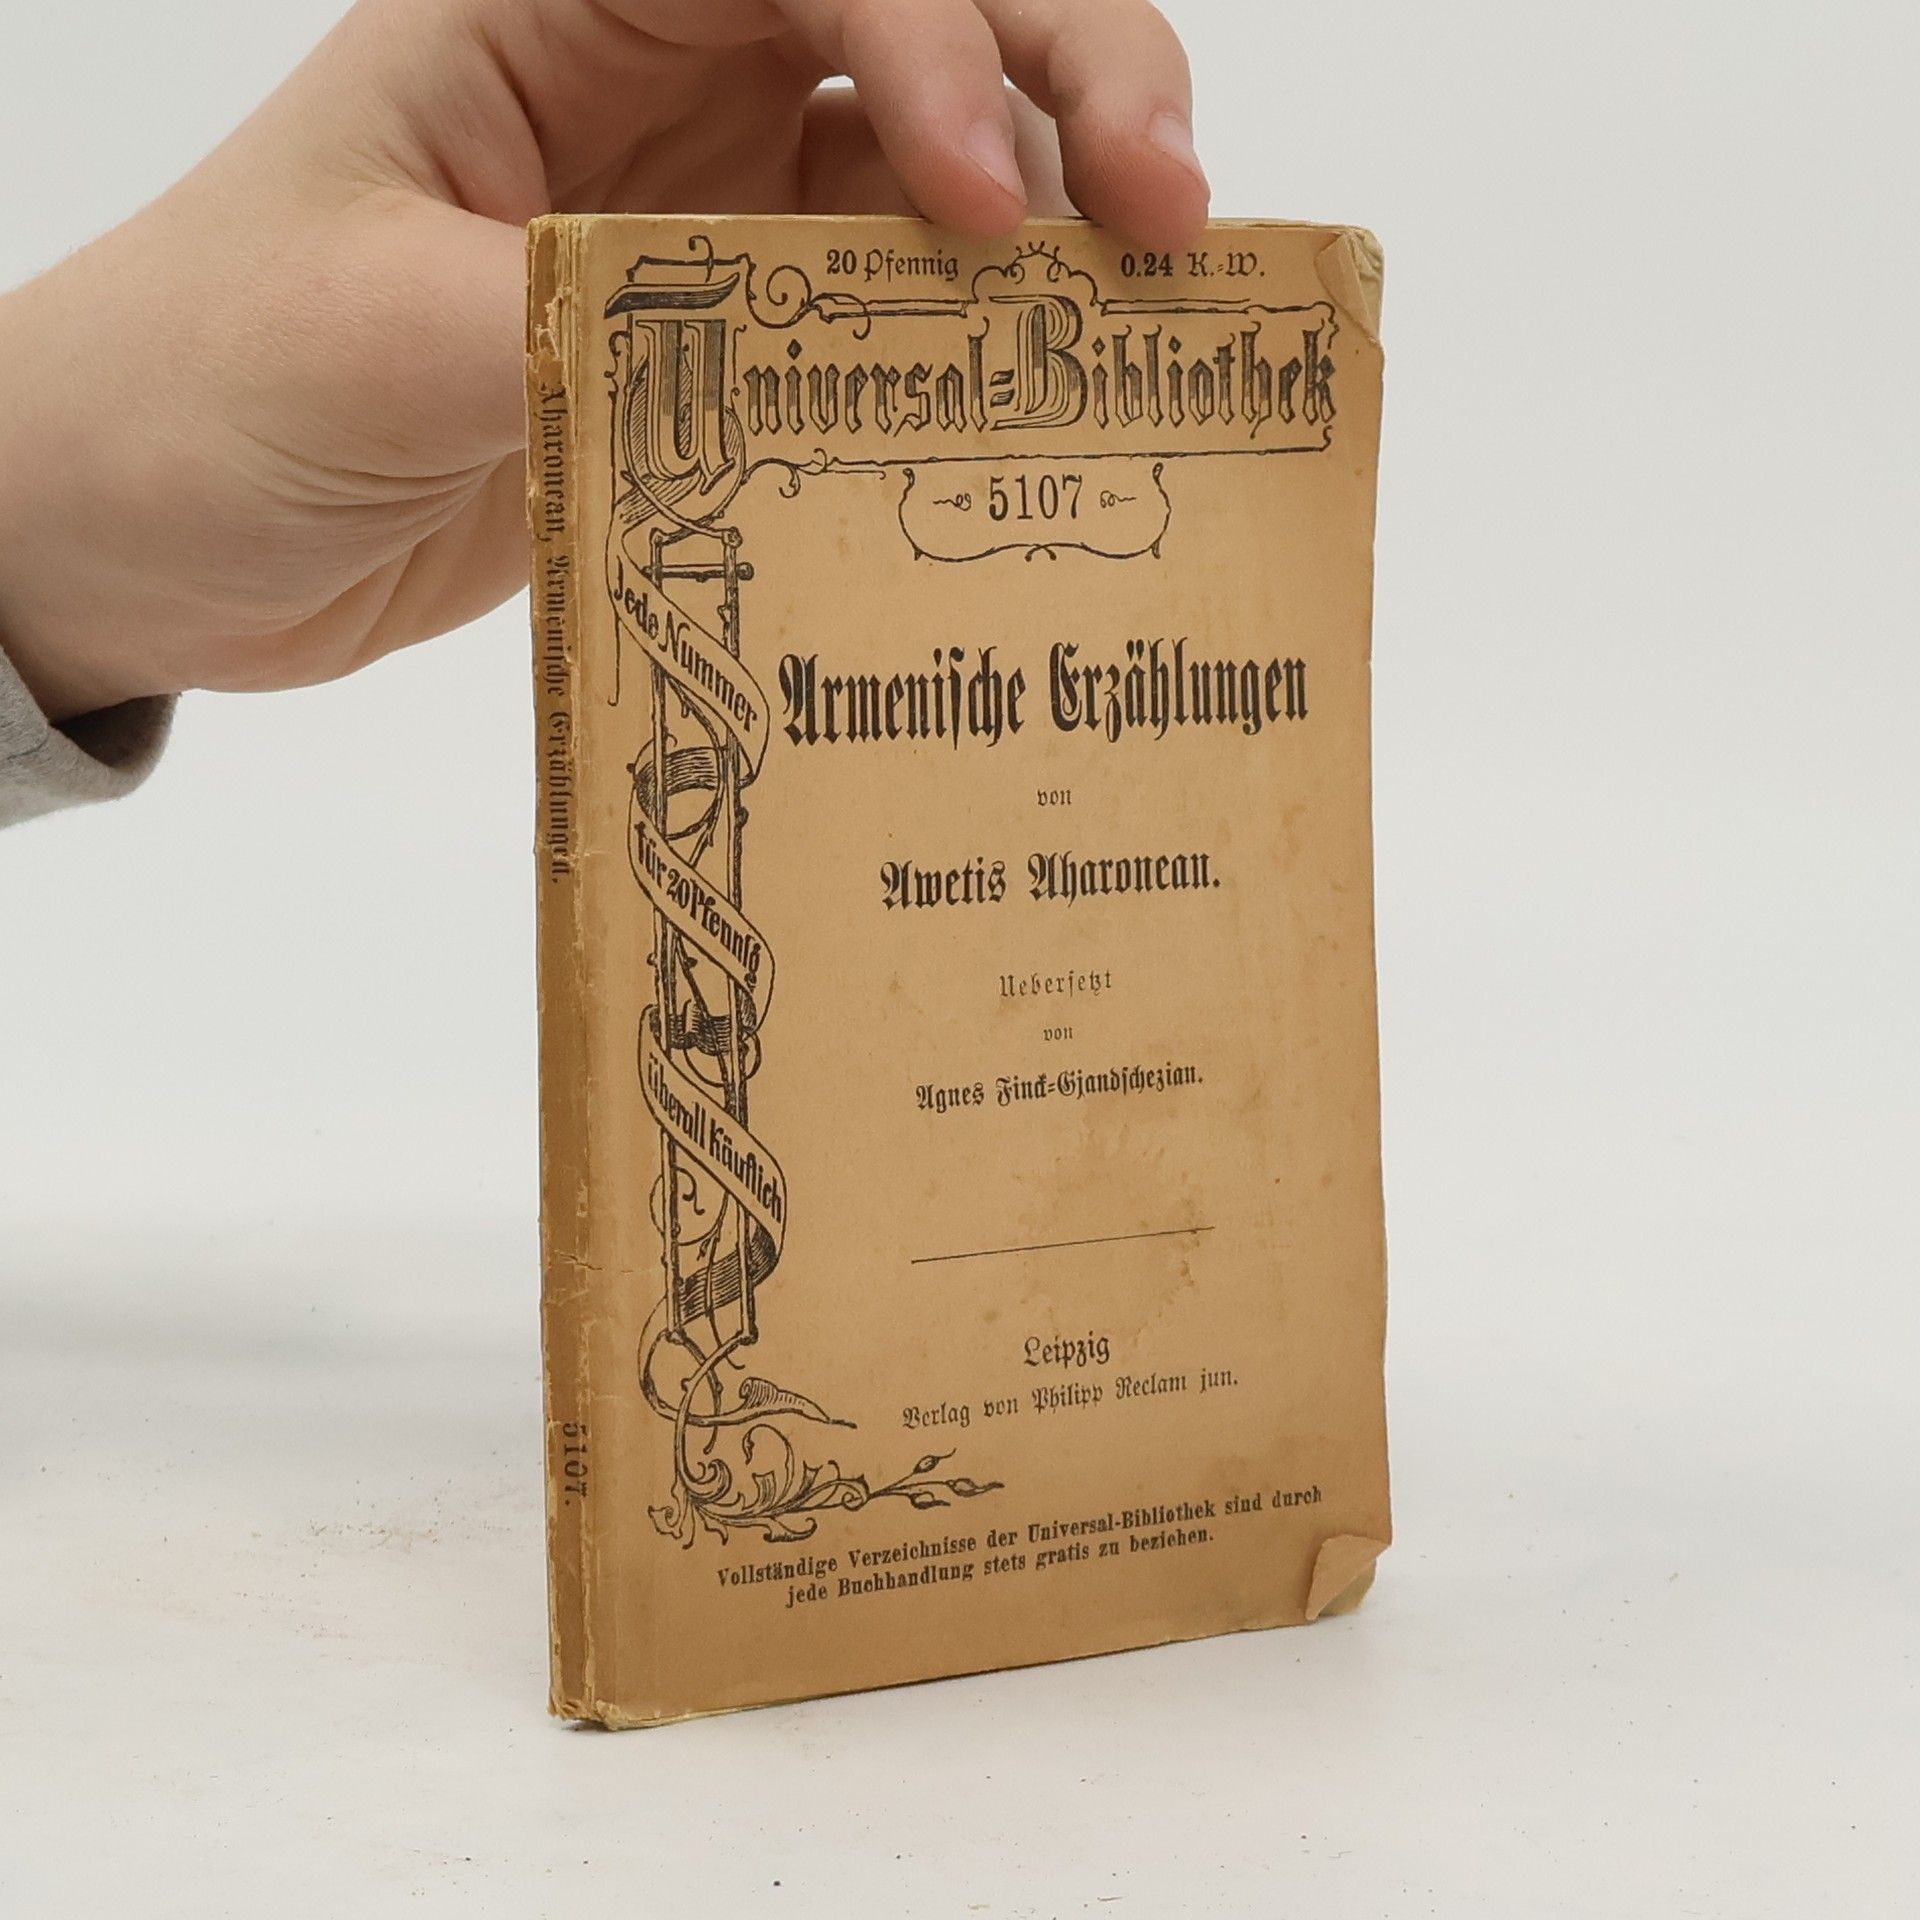 20 Pfennig 0.24 K.-W.
Universal-Bibliothek
5107
Jede Nummer
für 20 Pfennig
überall käuflich
Armenische Erzählungen
von
Awetis Aharonean.
Uebersetzt
von
Agnes Finck-Gjandschezian.
Leipzig
Verlag von Philipp Reclam jun.
Vollständige Verzeichnisse der Universal-Bibliothek sind durch
jede Buchhandlung stets gratis zu beziehen.
Aharonean, Armenische Erzählungen.
5107.